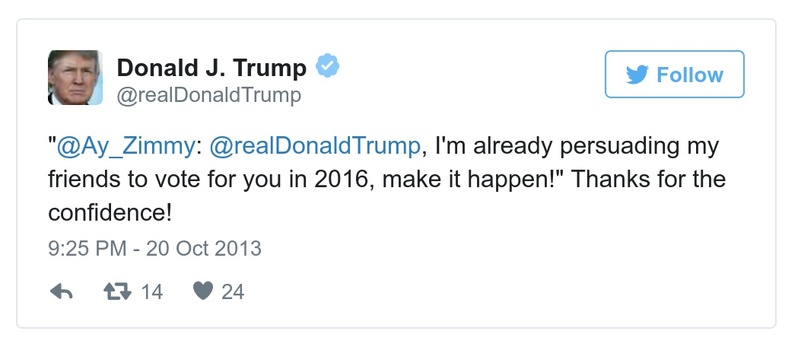 Donald J. Trump
@realDonaldTrump
Follow
"@Ay_Zimmy: @realDonaldTrump, I'm already persuading my
friends to vote for you in 2016, make it happen!" Thanks for the
confidence!
9:25 PM - 20 Oct 2013
14 24